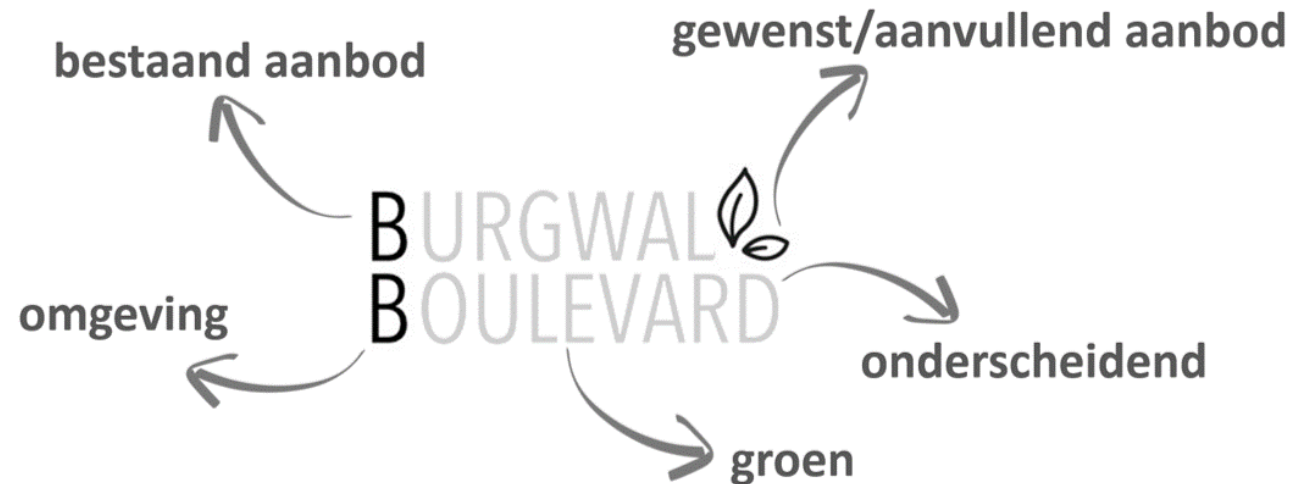 gewenst/aanvullend aanbod
bestaand aanbod
BURGWAL
BOULEVARD
omgeving
onderscheidend
groen